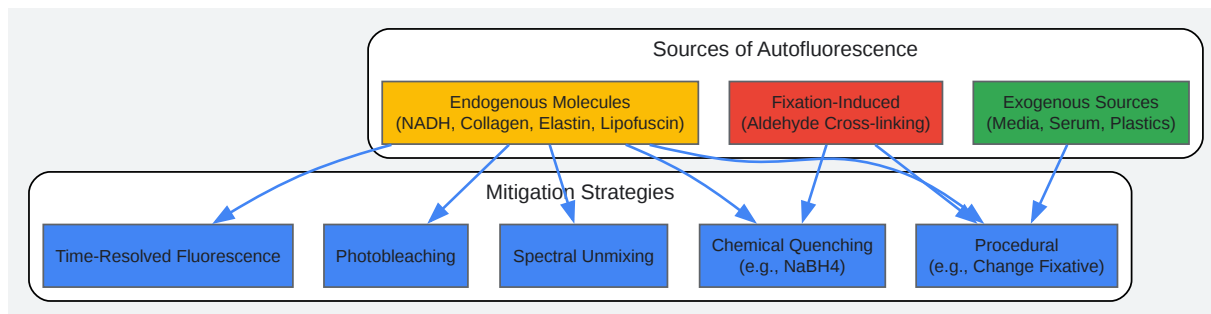 Sources of Autofluorescence
Endogenous Molecules
(NADH, Collagen, Elastin, Lipofuscin)
Fixation-Induced
(Aldehyde Cross-linking)
Exogenous Sources
(Media, Serum, Plastics)
Mitigation Strategies
Time-Resolved Fluorescence
Photobleaching
Spectral Unmixing
Chemical Quenching
(e.g., NaBH4)
Procedural
(e.g., Change Fixative)